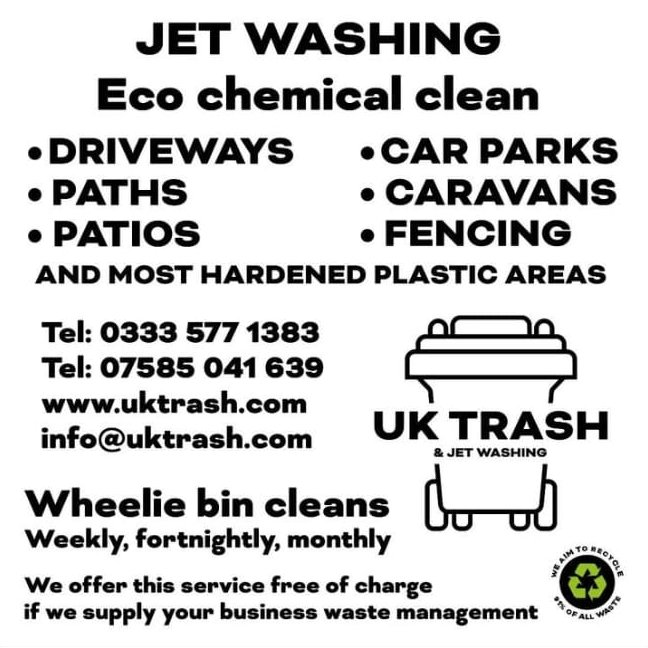 JET WASHING
Eco chemical clean
• DRIVEWAYS
• PATHS
• PATIOS
• CAR PARKS
• CARAVANS
• FENCING
AND MOST HARDENED PLASTIC AREAS
Tel: 0333 577 1383
Tel: 07585 041 639
www.uktrash.com
info@uktrash.com
UK TRASH
& JET WASHING
Wheelie bin cleans
Weekly, fortnightly, monthly
We offer this service free of charge
if we supply your business waste management
WE AIM TO RECYCLE
91% OF ALL WASTE